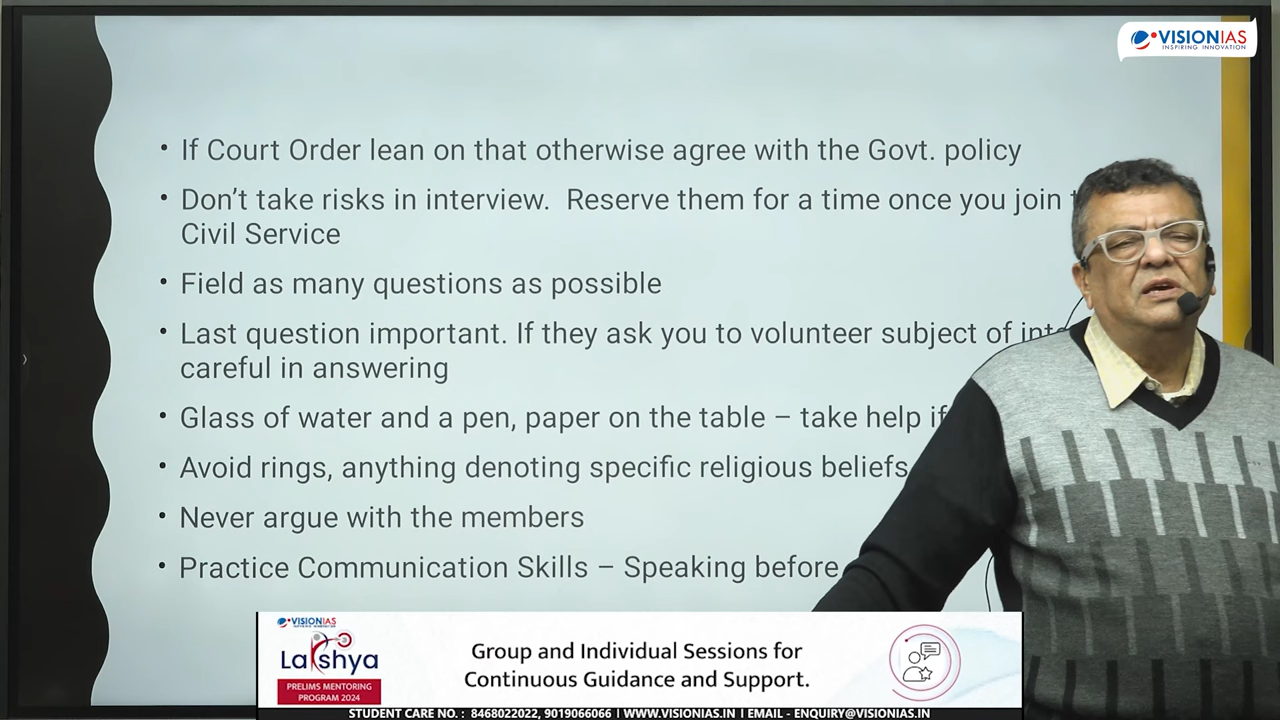 VISIONIAS
INSPIRING INNOVATION
• If Court Order lean on that otherwise agree with the Govt. policy
• Don't take risks in interview. Reserve them for a time once you join
Civil Service
• Field as many questions as possible
• Last question important. If they ask you to volunteer subject of
careful in answering
• Glass of water and a pen, paper on the table – take help if
• Avoid rings, anything denoting specific religious beliefs
• Never argue with the members
• Practice Communication Skills – Speaking before
VISIONIAS
Lakshya
PRELIMS MENTORING
PROGRAM 2024
Group and Individual Sessions for
Continuous Guidance and Support.
STUDENT CARE NO. : 8468022022, 9019066066 | WWW.VISIONIAS.IN | EMAIL - ENQUIRY@VISIONIAS.IN